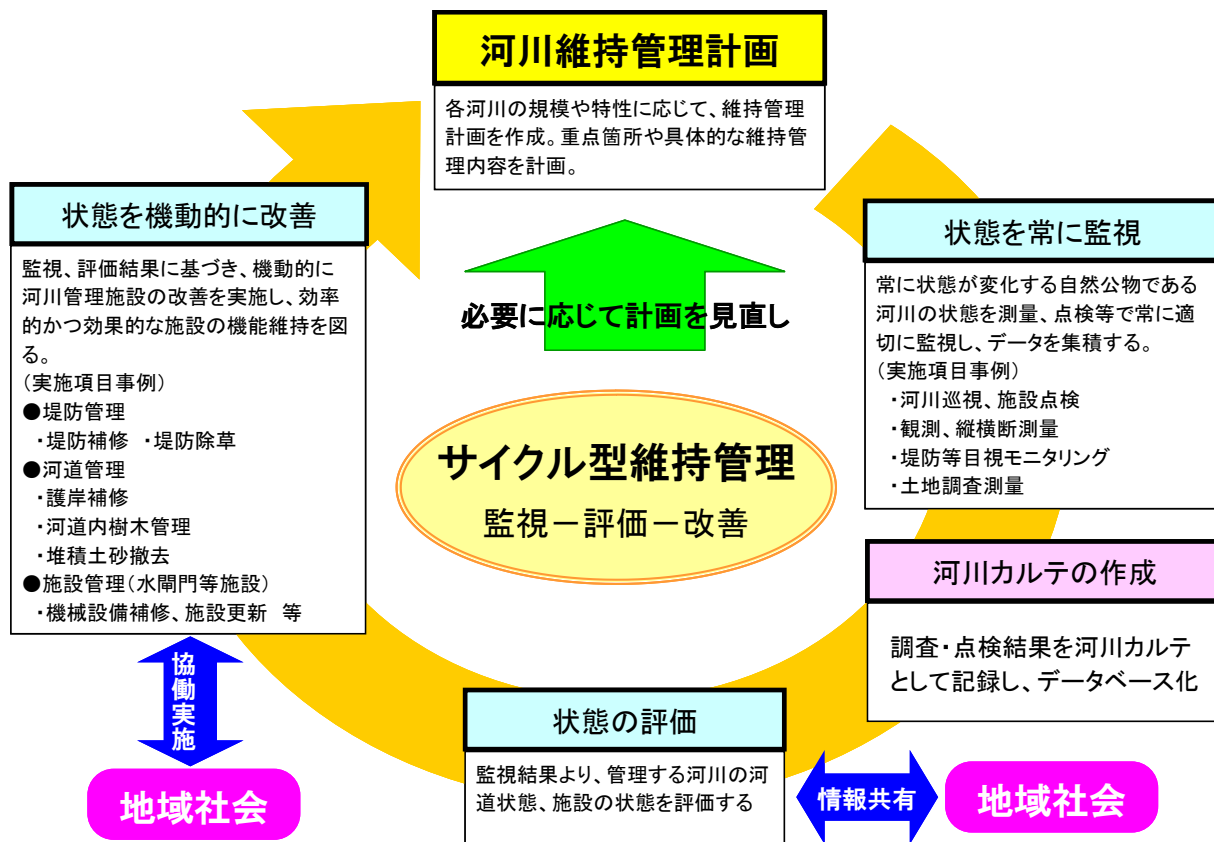 河川維持管理計画
各河川の規模や特性に応じて、維持管理
計画を作成。重点箇所や具体的な維持管
理内容を計画。
状態を常に監視
常に状態が変化する自然公物である
河川の状態を測量、点検等で常に適
切に監視し、データを集積する。
（実施項目事例）
・河川巡視、施設点検
・観測、縦横断測量
・堤防等目視モニタリング
・土地調査測量
河川カルテの作成
調査・点検結果を河川カルテ
として記録し、データベース化
状態の評価
監視結果より、管理する河川の河
道状態、施設の状態を評価する
情報共有
地域社会
状態を機動的に改善
監視、評価結果に基づき、機動的に
河川管理施設の改善を実施し、効率
的かつ効果的な施設の機能維持を図
る。
（実施項目事例）
●堤防管理
・堤防補修　・堤防除草
●河道管理
・護岸補修
・河道内樹木管理
・堆積土砂撤去
●施設管理（水閘門等施設）
・機械設備補修、施設更新　等
協働実施
地域社会
必要に応じて計画を見直し
サイクル型維持管理
監視－評価－改善